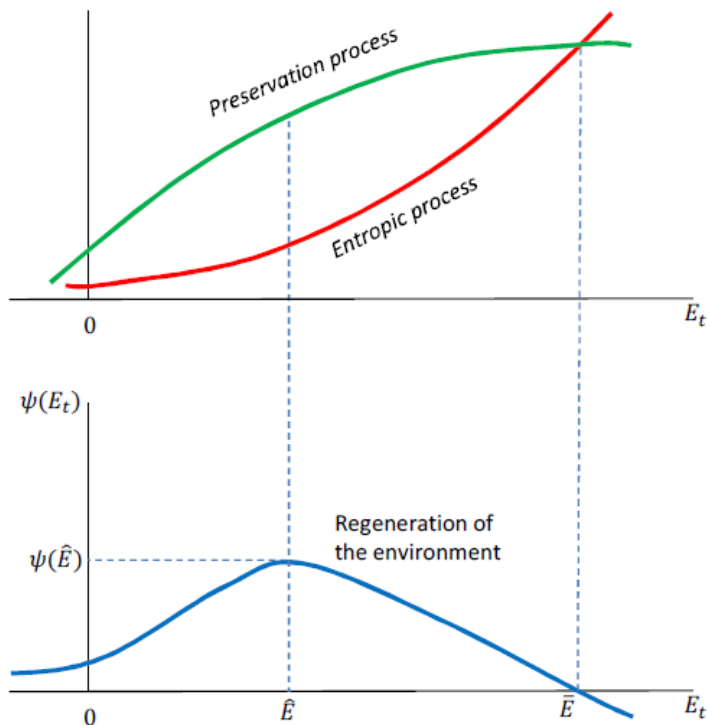 Preservation process
Entropic process
0
E_t
ψ(E_t)
Regeneration of
the environment
ψ(Ê)
0
Ê
Ē
E_t